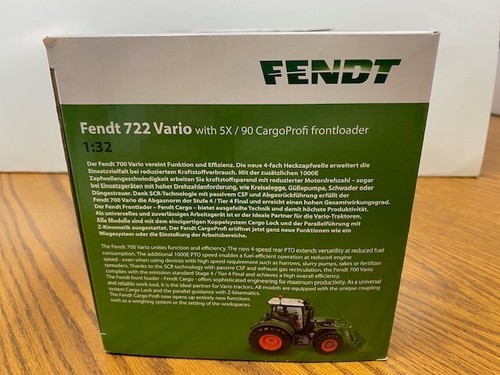 FENDT
Fendt 722 Vario with 5X / 90 CargoProfi frontloader
1:32
Der Fendt 700 Vario vereint Funktion und Effizienz. Die neue 4-fach Heckzapfwelle erweitert die
Einsatzvielfalt bei reduziertem Kraftstoffverbrauch. Mit der zusätzlichen 1000E
Zapfwellengeschwindigkeit arbeiten Sie kraftstoffsparend mit reduzierter Motordrehzahl – sogar
bei Einsatzgeräten mit hoher Drehzahlanforderung, wie Kreiselegge, Güllepumpe, Schwader oder
Düngestreuer. Dank SCR-Technologie mit passivem CSF und Abgasrückführung erfüllt der
Fendt 700 Vario die Abgasnorm der Stufe 4 / Tier 4 Final und erreicht einen hohen Gesamtwirkungsgrad.
Der Fendt Frontlader – Fendt Cargo – bietet ausgefeilte Technik und damit höchste Produktivität.
Als universelles und zuverlässiges Arbeitsgerät ist er der ideale Partner für die Vario-Traktoren.
Alle Modelle sind mit dem einzigartigen Koppelsystem Cargo Lock und der Parallelführung mit
Z-Kinematik ausgestattet. Der Fendt CargoProfi eröffnet jetzt ganz neue Funktionen wie ein
Wiegesystem oder die Einstellung der Arbeitsbereiche.
The Fendt 700 Vario unites function and efficiency. The new 4-speed rear PTO extends versatility at reduced fuel
consumption. The additional 1000E PTO speed enables a fuel-efficient operation at reduced engine
speed - even when using devices with high speed requirement such as harrows, slurry pumps, rakes or fertilizer
spreaders. Thanks to the SCR technology with passive CSF and exhaust gas recirculation, the Fendt 700 Vario
complies with the emission standard Stage 4 / Tier 4 Final and achieves a high overall efficiency.
The Fendt front loader - Fendt Cargo - offers sophisticated engineering for maximum productivity. As a universal
and reliable work tool, it is the ideal partner for Vario tractors. All models are equipped with the unique coupling
system Cargo Lock and the parallel guidance with Z-kinematics.
The Fendt Cargo Profi now opens up entirely new functions
such as a weighing system or the setting of the workspaces.